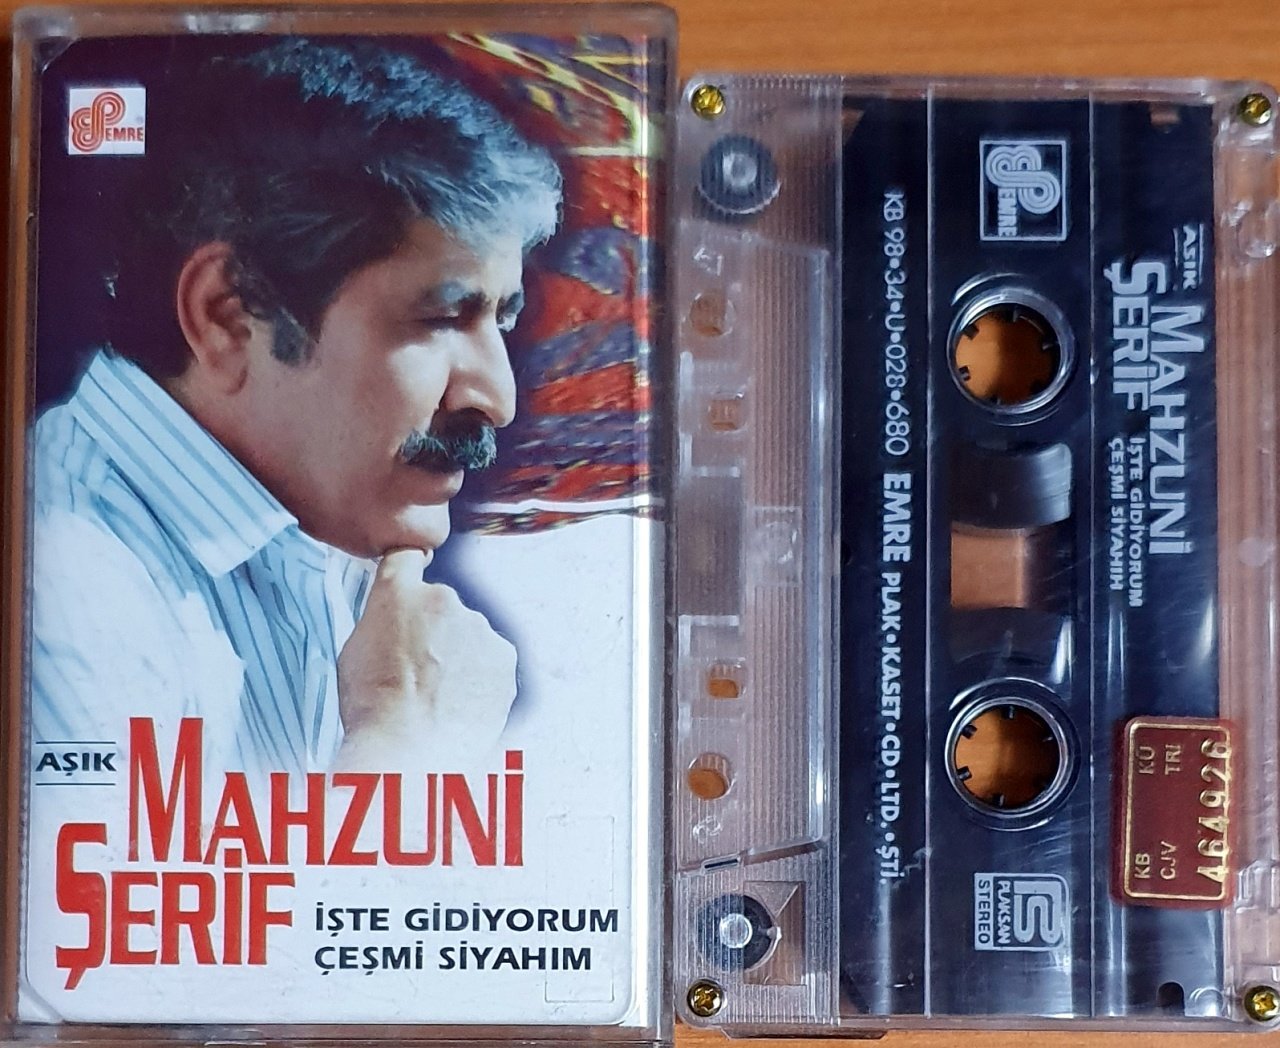 EMRE
AŞIK
MAHZUNİ
ŞERİF
İŞTE GİDİYORUM
ÇEŞMİ SİYAHIM
EMRE
AŞIK
MAHZUNİ
ŞERİF
İŞTE GİDİYORUM
ÇEŞMİ SİYAHIM
KB 98•34•U•028•680 EMRE PLAK•KASET•CD•LTD.•ŞTİ.
PLAKSAN
STEREO
KÜ TRI
KB CJV
4664926